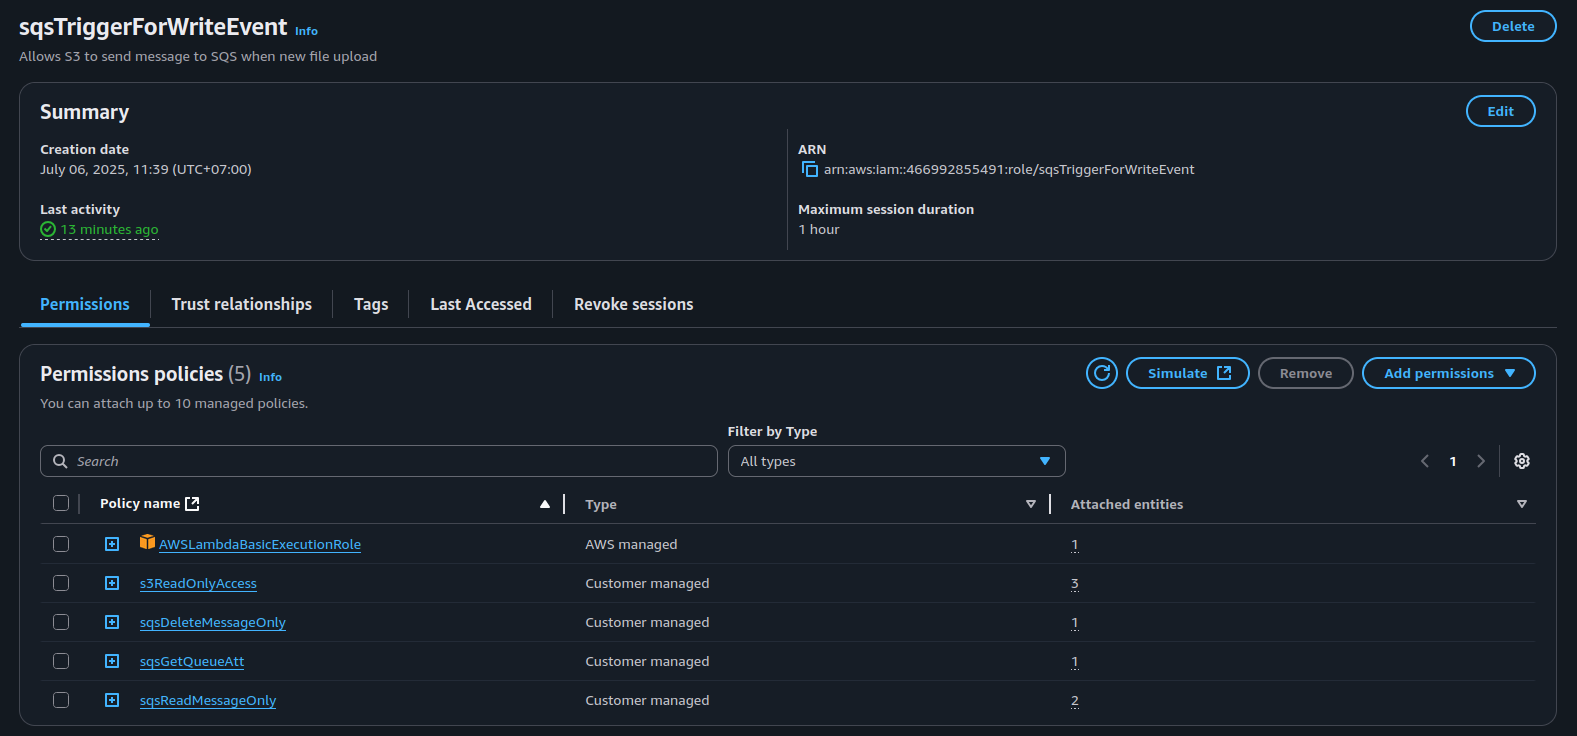 sqsTriggerForWriteEvent Info
Delete
Allows S3 to send message to SQS when new file upload
Summary
Edit
Creation date
July 06, 2025, 11:39 (UTC+07:00)
ARN
arn:aws:iam::466992855491:role/sqsTriggerForWriteEvent
Last activity
13 minutes ago
Maximum session duration
1 hour
Permissions Trust relationships Tags Last Accessed Revoke sessions
Permissions policies (5) Info
Simulate Remove Add permissions
You can attach up to 10 managed policies.
Filter by Type
Search All types 1
Policy name Type Attached entities
AWSLambdaBasicExecutionRole AWS managed 1
s3ReadOnlyAccess Customer managed 3
sqsDeleteMessageOnly Customer managed 1
sqsGetQueueAtt Customer managed 1
sqsReadMessageOnly Customer managed 2